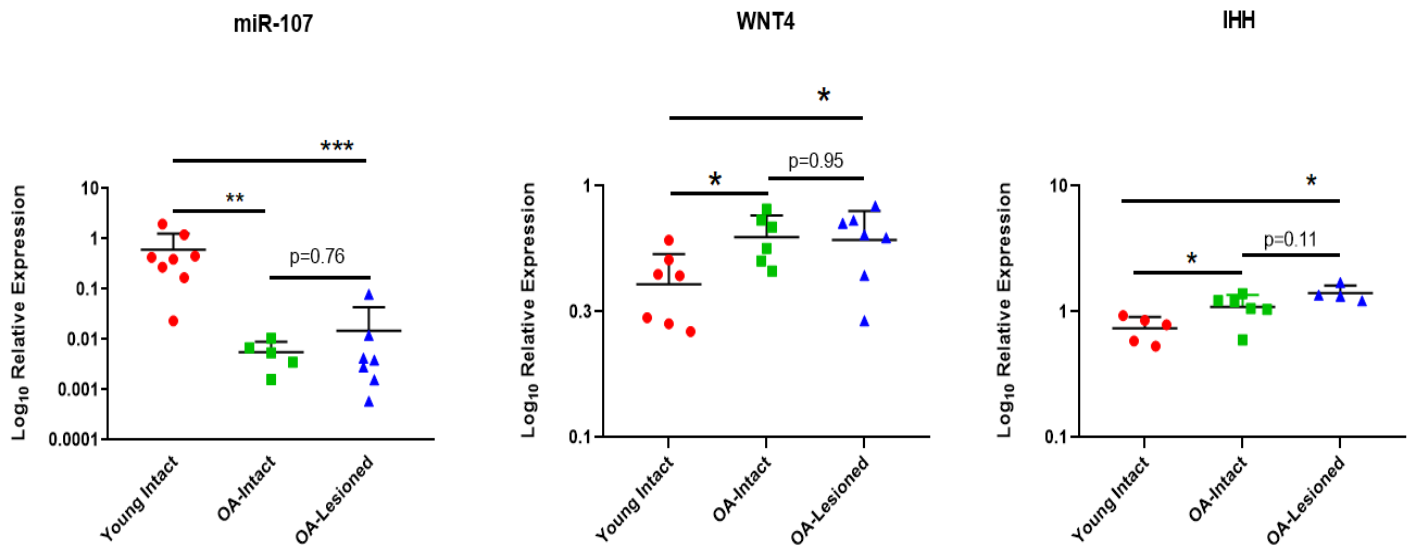 miR-107
WNT4
IHH
***
**
p=0.76
Log10 Relative Expression
10
1
0.1
0.01
0.001
0.0001
Young Intact
OA-Intact
OA-Lesioned
*
*
p=0.95
Log10 Relative Expression
1
0.3
0.1
Young Intact
OA-Intact
OA-Lesioned
*
*
p=0.11
Log10 Relative Expression
10
1
0.1
Young Intact
OA-Intact
OA-Lesioned